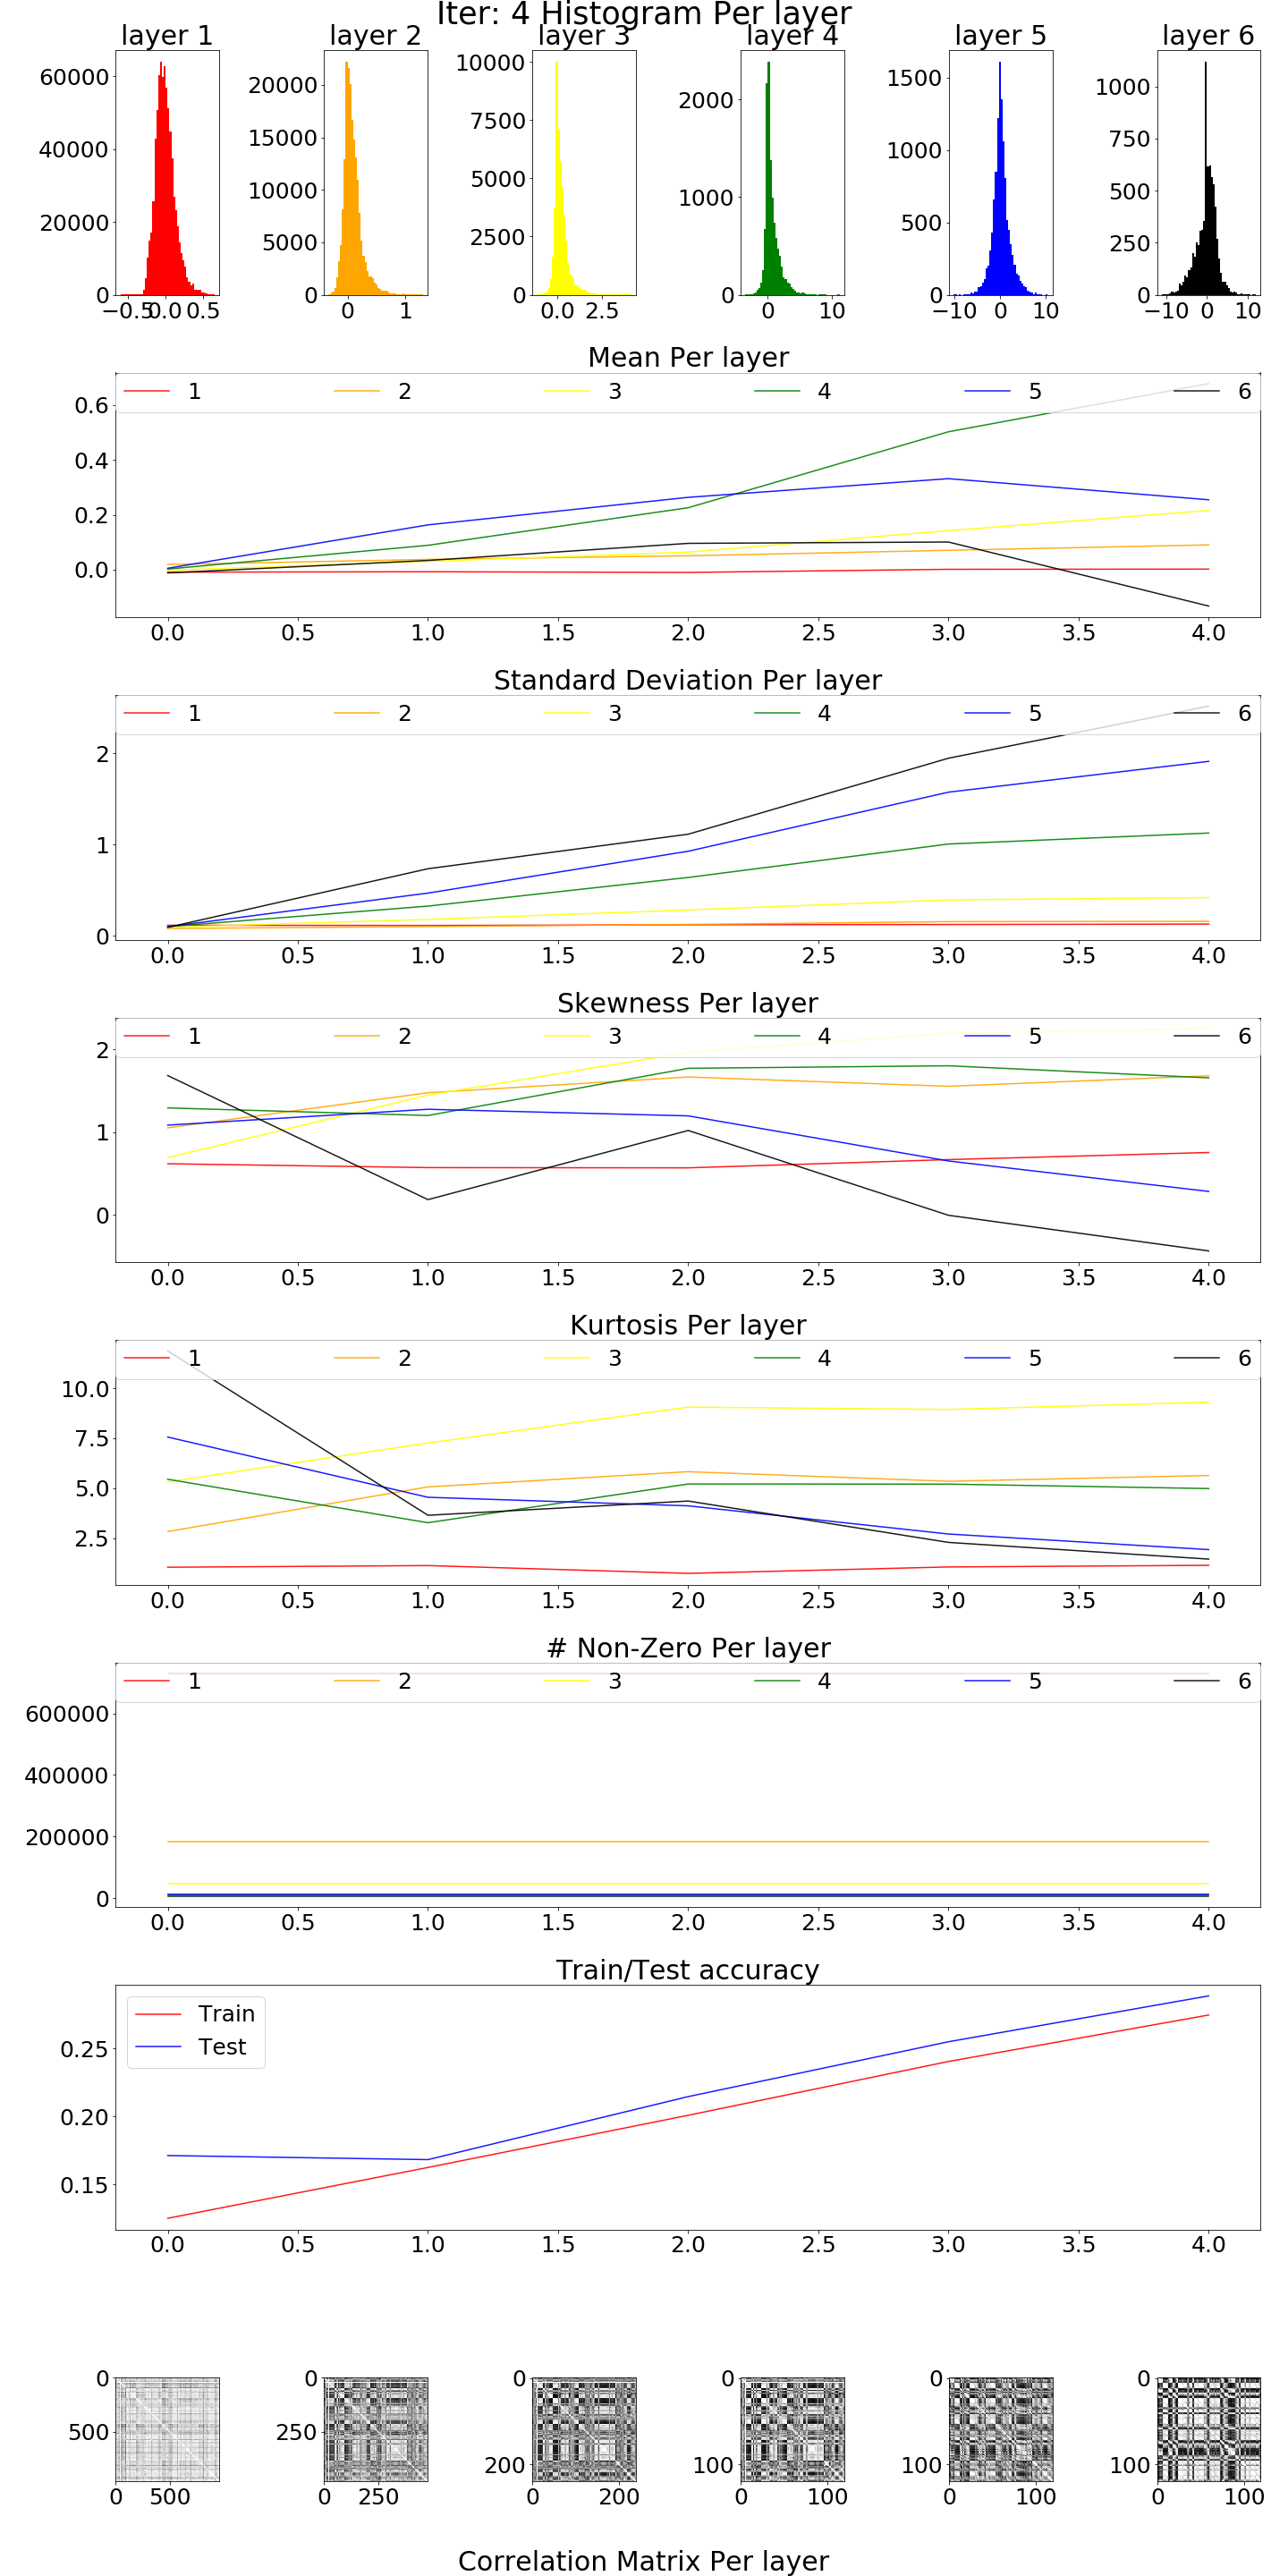 Iter: 4 Histogram Per layer
layer 1 layer 2 layer 3 layer 4 layer 5 layer 6
60000 40000 20000 0
−0.5 0.0 0.5
20000 15000 10000 5000 0
0 1
10000 7500 5000 2500 0
0.0 2.5
2000 1000 0
0 10
1500 1000 500 0
−10 0 10
1000 750 500 250 0
−10 0 10
Mean Per layer
1 2 3 4 5 6
0.6
0.4
0.2
0.0
0.0 0.5 1.0 1.5 2.0 2.5 3.0 3.5 4.0
Standard Deviation Per layer
1 2 3 4 5 6
2
1
0
0.0 0.5 1.0 1.5 2.0 2.5 3.0 3.5 4.0
Skewness Per layer
1 2 3 4 5 6
2
1
0
0.0 0.5 1.0 1.5 2.0 2.5 3.0 3.5 4.0
Kurtosis Per layer
1 2 3 4 5 6
10.0
7.5
5.0
2.5
0.0 0.5 1.0 1.5 2.0 2.5 3.0 3.5 4.0
# Non-Zero Per layer
1 2 3 4 5 6
600000
400000
200000
0
0.0 0.5 1.0 1.5 2.0 2.5 3.0 3.5 4.0
Train/Test accuracy
Train
Test
0.25
0.20
0.15
0.0 0.5 1.0 1.5 2.0 2.5 3.0 3.5 4.0
0 500
0 500
0 250
0 250
0 200
0 200
0 100
0 100
0 100
0 100
0 100
0 100
Correlation Matrix Per layer